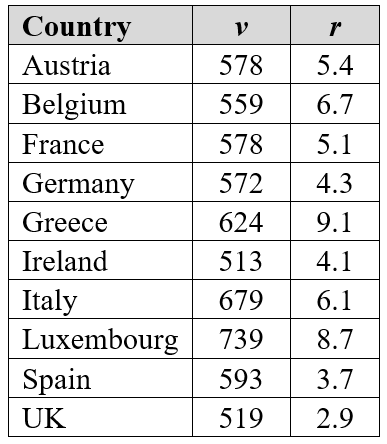 Country v r
Austria 578 5.4
Belgium 559 6.7
France 578 5.1
Germany 572 4.3
Greece 624 9.1
Ireland 513 4.1
Italy 679 6.1
Luxembourg 739 8.7
Spain 593 3.7
UK 519 2.9